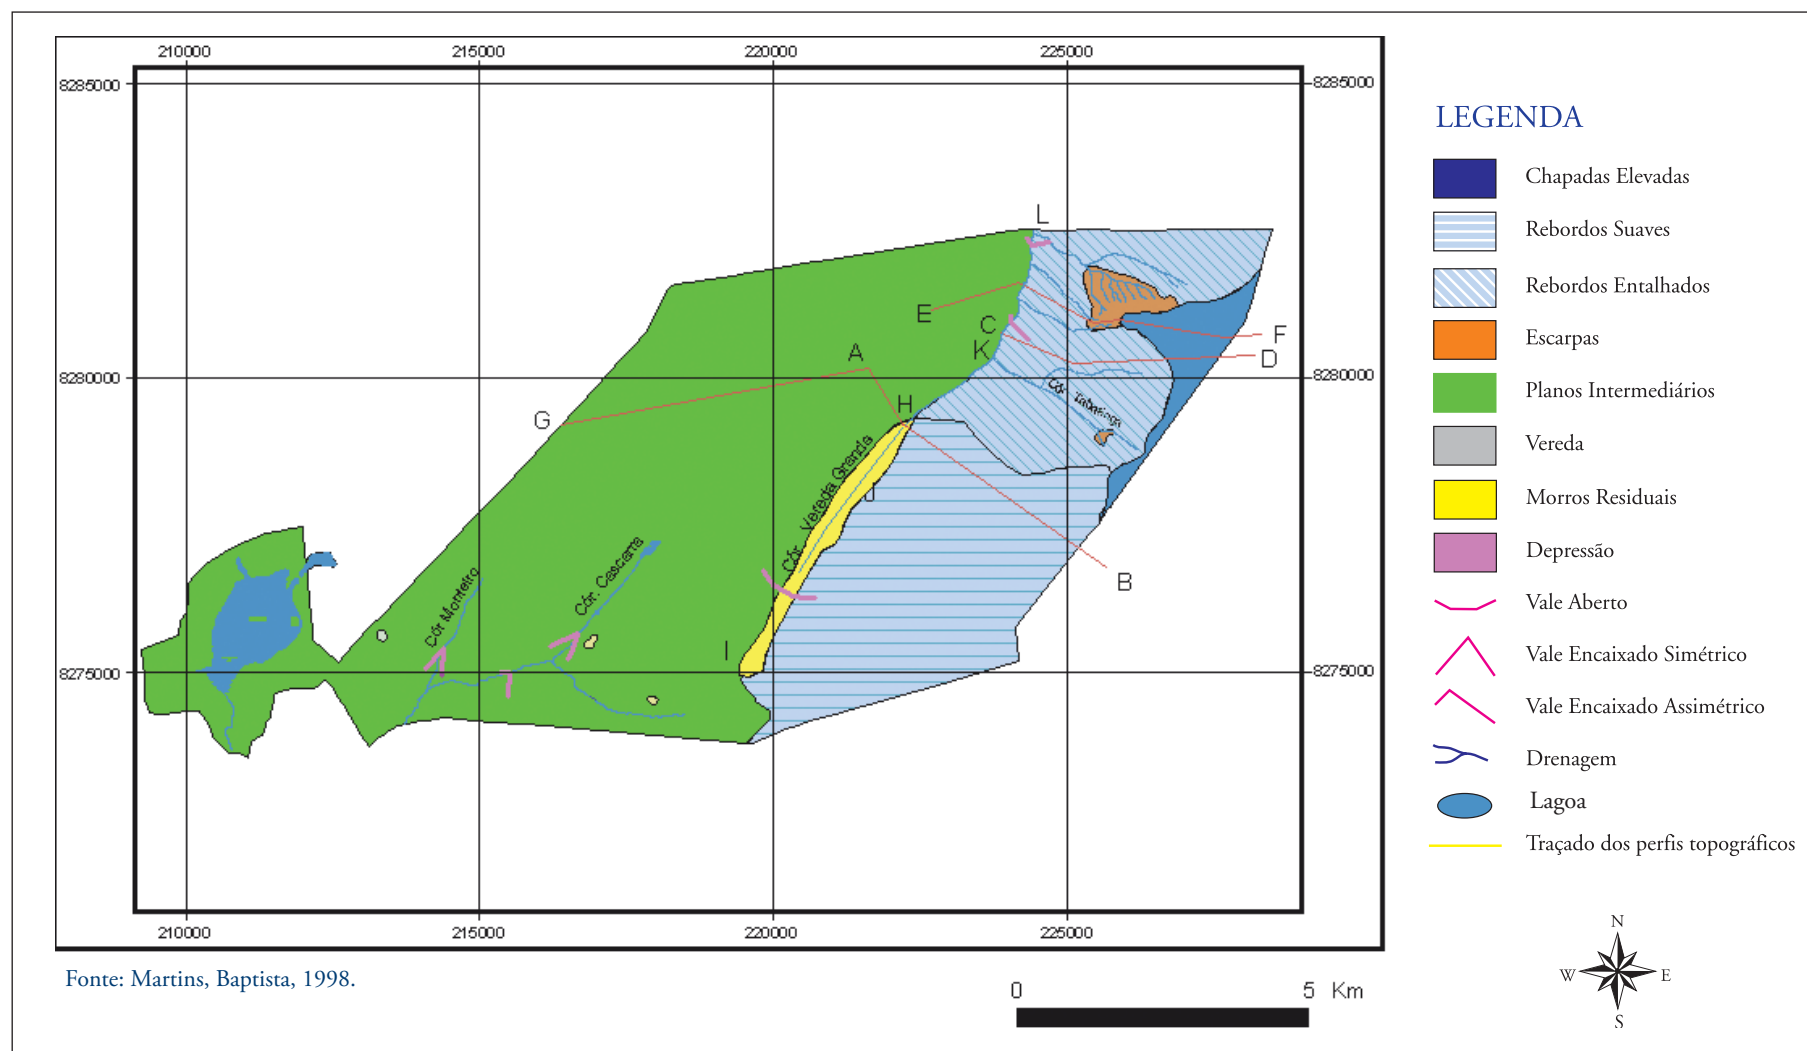 210000 215000 220000 225000
8285000 8285000
L
E
C
F
A
K
D
8280000 8280000
G
H
Cór. Tabatinga
Cór. Vereda Grande
J
Cór. Cascarra
Cór Monteiro
B
I
8275000 8275000
210000 215000 220000 225000
Fonte: Martins, Baptista, 1998.
0 5 Km
LEGENDA
Chapadas Elevadas
Rebordos Suaves
Rebordos Entalhados
Escarpas
Planos Intermediários
Vereda
Morros Residuais
Depressão
Vale Aberto
Vale Encaixado Simétrico
Vale Encaixado Assimétrico
Drenagem
Lagoa
Traçado dos perfis topográficos
N
W E
S